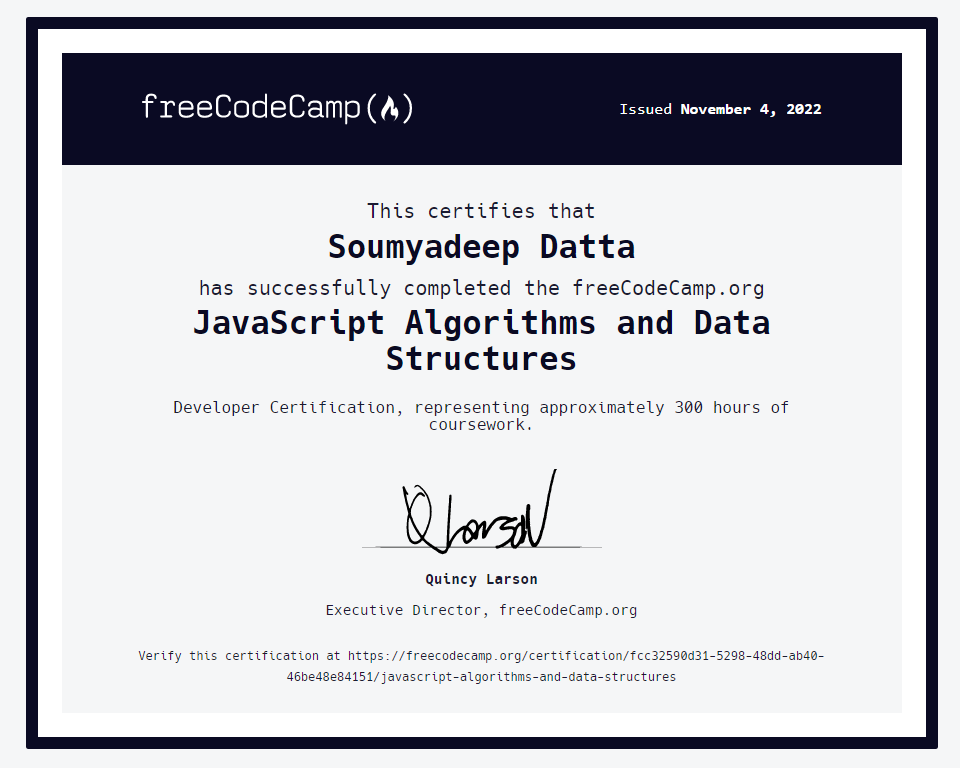 freeCodeCamp
Issued November 4, 2022
This certifies that
Soumyadeep Datta
has successfully completed the freeCodeCamp.org
JavaScript Algorithms and Data
Structures
Developer Certification, representing approximately 300 hours of
coursework.
Q Larson
Quincy Larson
Executive Director, freeCodeCamp.org
Verify this certification at https://freecodecamp.org/certification/fcc32590d31-5298-48dd-ab40-
46be48e84151/javascript-algorithms-and-data-structures